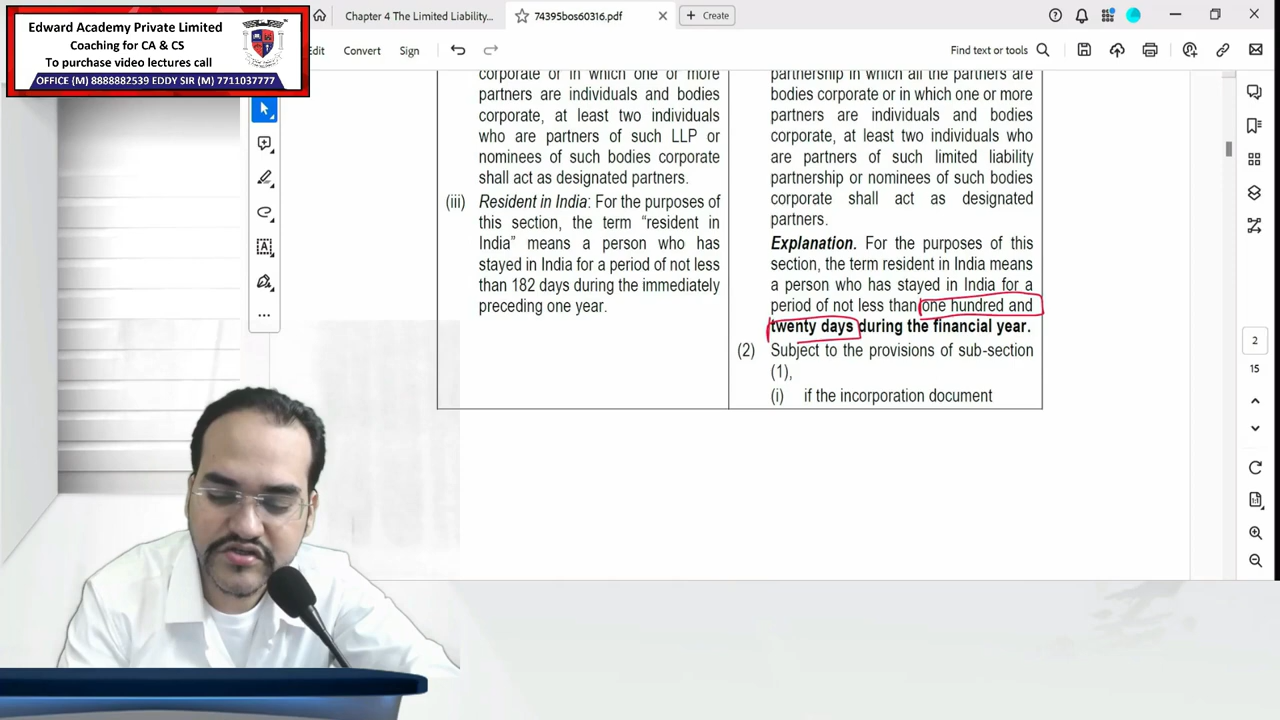 Edward Academy Private Limited
Coaching for CA & CS
To purchase video lectures call
OFFICE (M) 8888882539 EDDY SIR (M) 7711037777
Chapter 4 The Limited Liability...
74395bos60316.pdf
Create
Edit
Convert
Sign
Find text or tools
corporate or in which one or more
partners are individuals and bodies
corporate, at least two individuals
who are partners of such LLP or
nominees of such bodies corporate
shall act as designated partners.
(iii) Resident in India: For the purposes of
this section, the term “resident in
India” means a person who has
stayed in India for a period of not less
than 182 days during the immediately
preceding one year.
partnership in which all the partners are
bodies corporate or in which one or more
partners are individuals and bodies
corporate, at least two individuals who
are partners of such limited liability
partnership or nominees of such bodies
corporate shall act as designated
partners.
Explanation. For the purposes of this
section, the term resident in India means
a person who has stayed in India for a
period of not less than one hundred and
twenty days during the financial year.
(2) Subject to the provisions of sub-section
(1),
(i) if the incorporation document
2
15